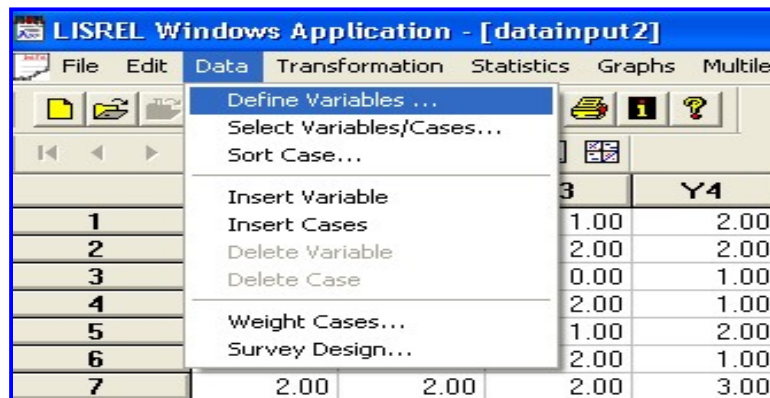 LISREL Windows Application - [datainput2]
File Edit Data Transformation Statistics Graphs Multile
Define Variables ...
Select Variables/Cases...
Sort Case...
Insert Variable
Insert Cases
Delete Variable
Delete Case
Weight Cases...
Survey Design...
3 Y4
1 1.00 2.00
2 2.00 2.00
3 0.00 1.00
4 2.00 1.00
5 1.00 2.00
6 2.00 1.00
7 2.00 2.00 2.00 3.00